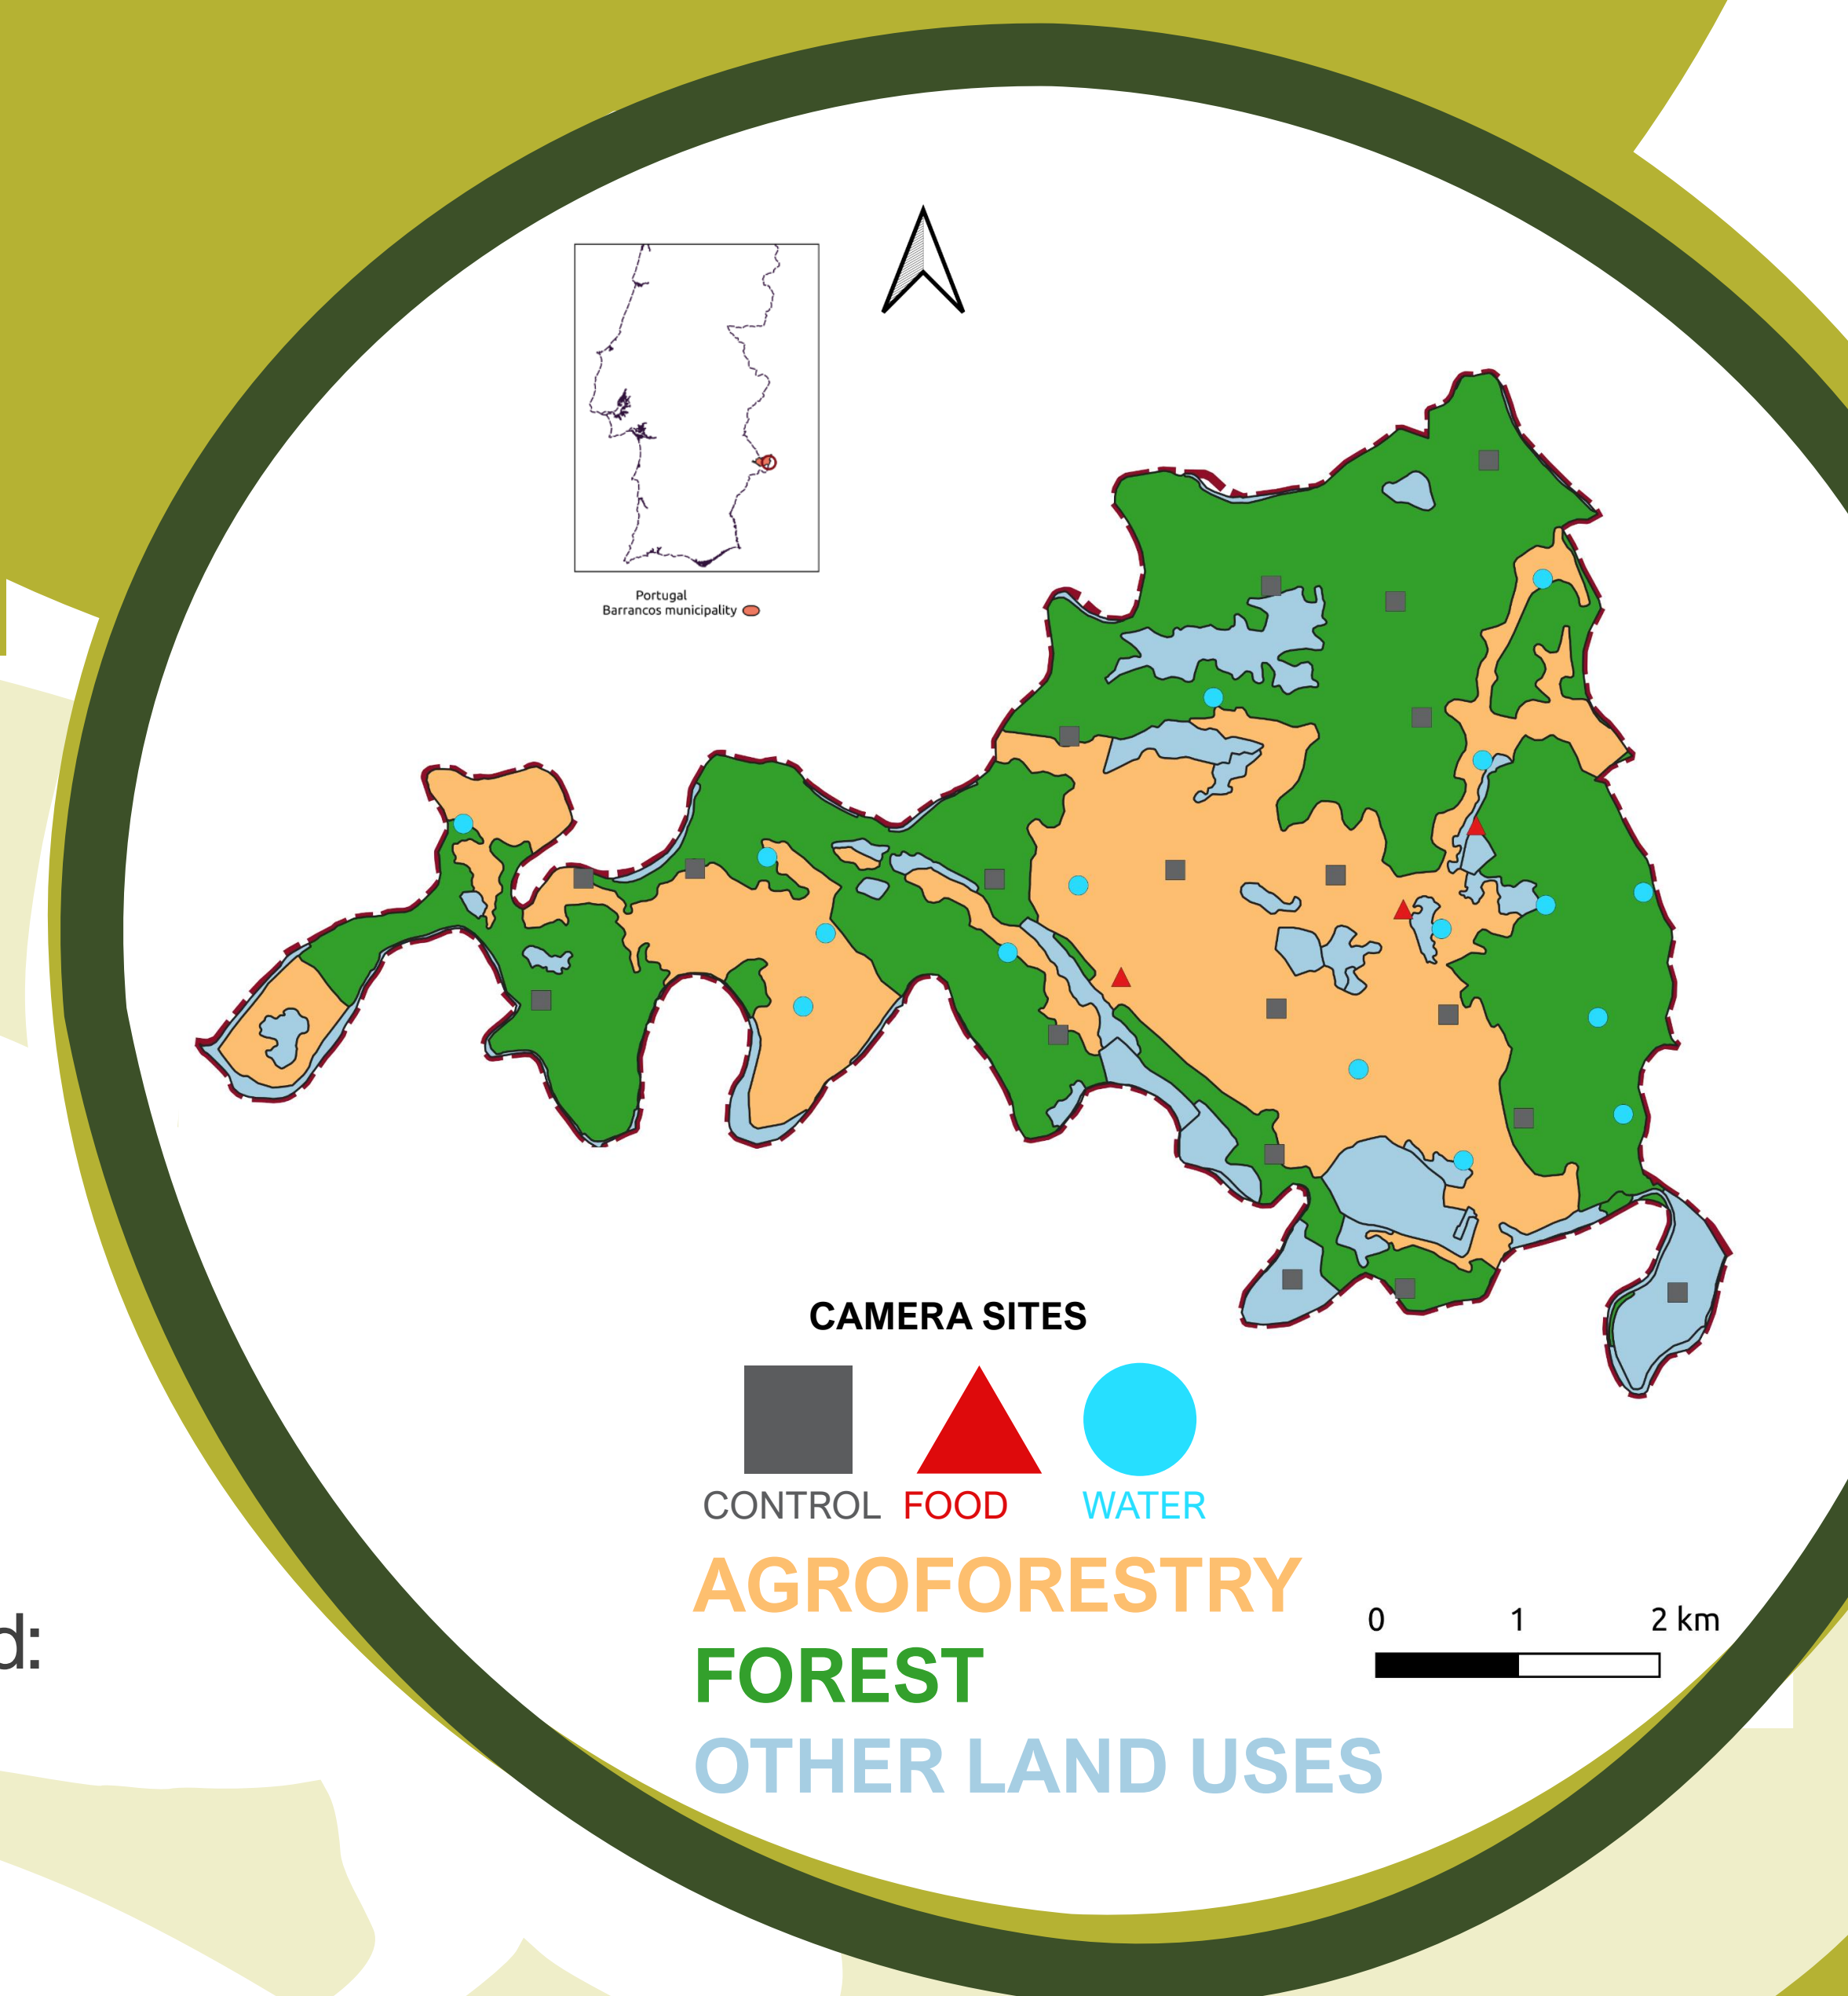 Portugal
Barrancos municipality
CAMERA SITES
CONTROL FOOD WATER
AGROFORESTRY
0 1 2 km
d:
FOREST
OTHER LAND USES